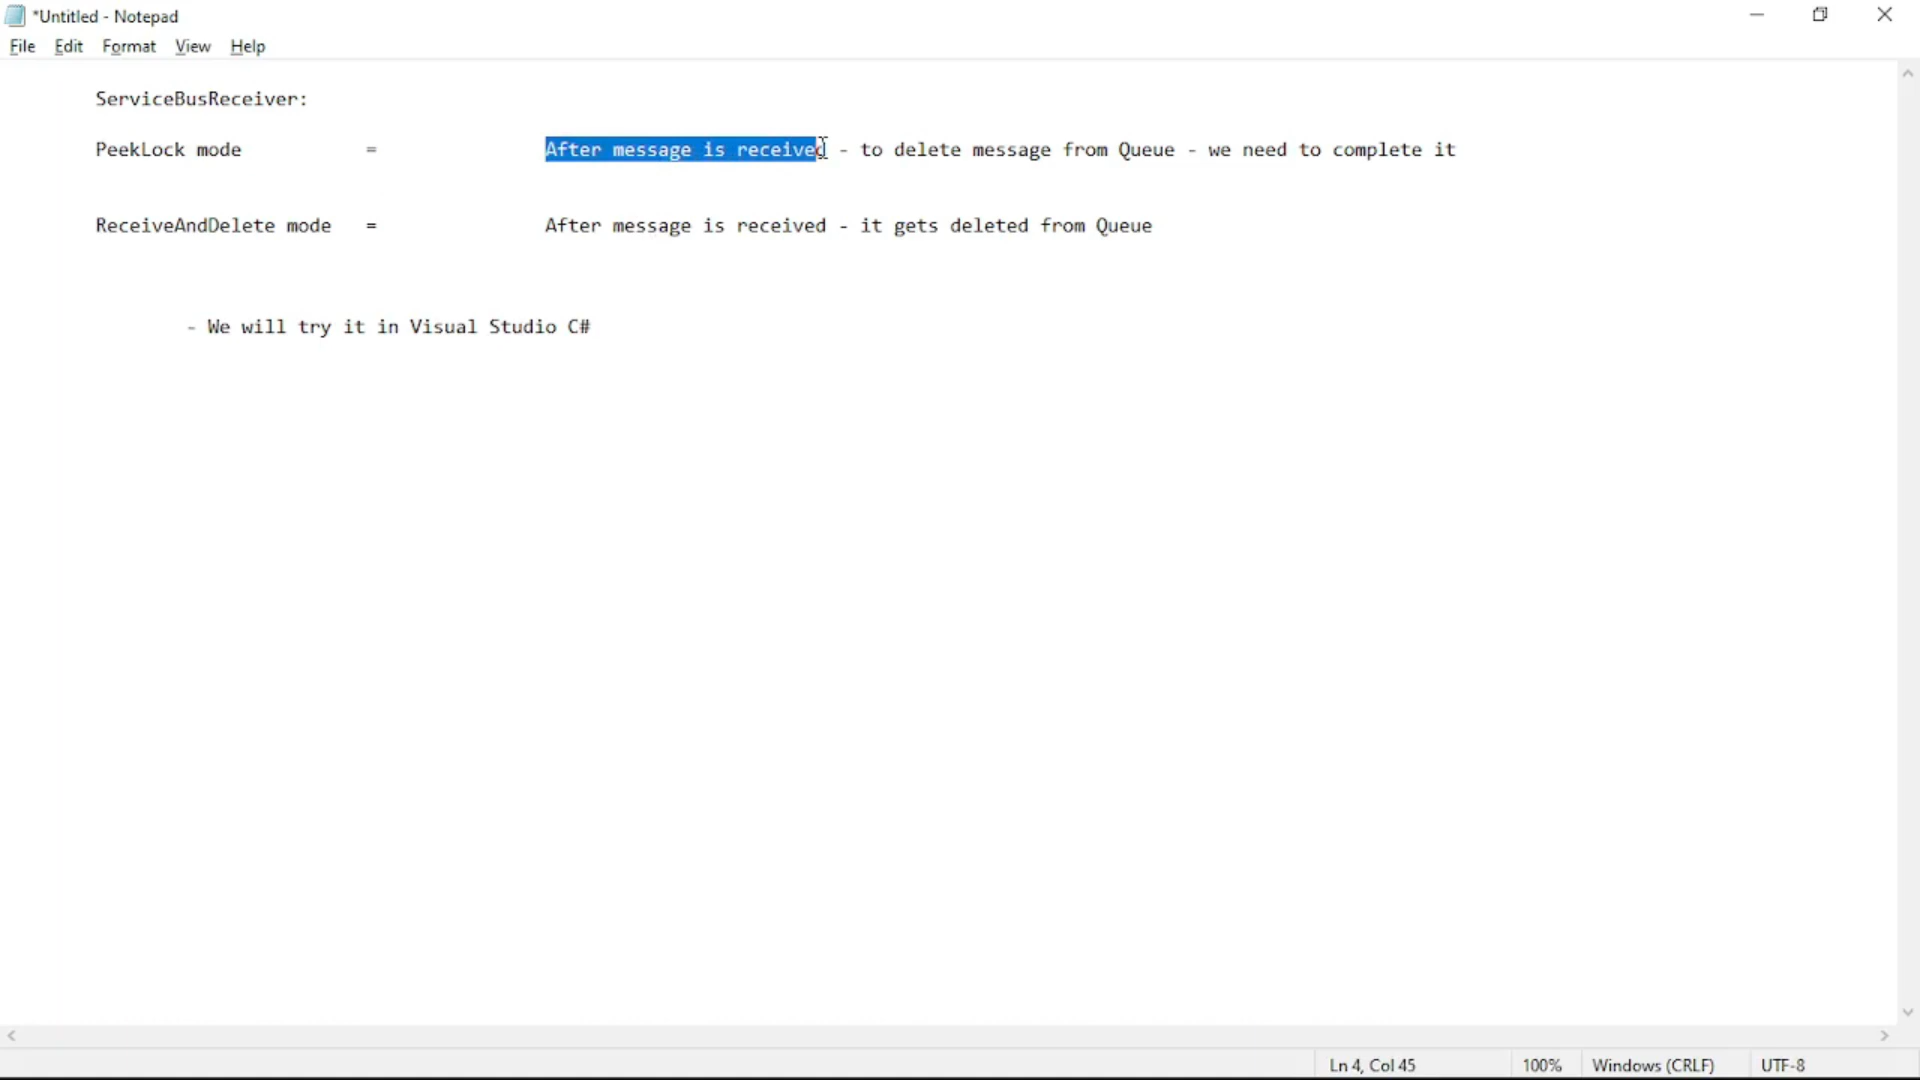 *Untitled - Notepad
File Edit Format View Help
ServiceBusReceiver:
PeekLock mode = After message is received - to delete message from Queue - we need to complete it
ReceiveAndDelete mode = After message is received - it gets deleted from Queue
- We will try it in Visual Studio C#
Ln 4, Col 45 100% Windows (CRLF) UTF-8